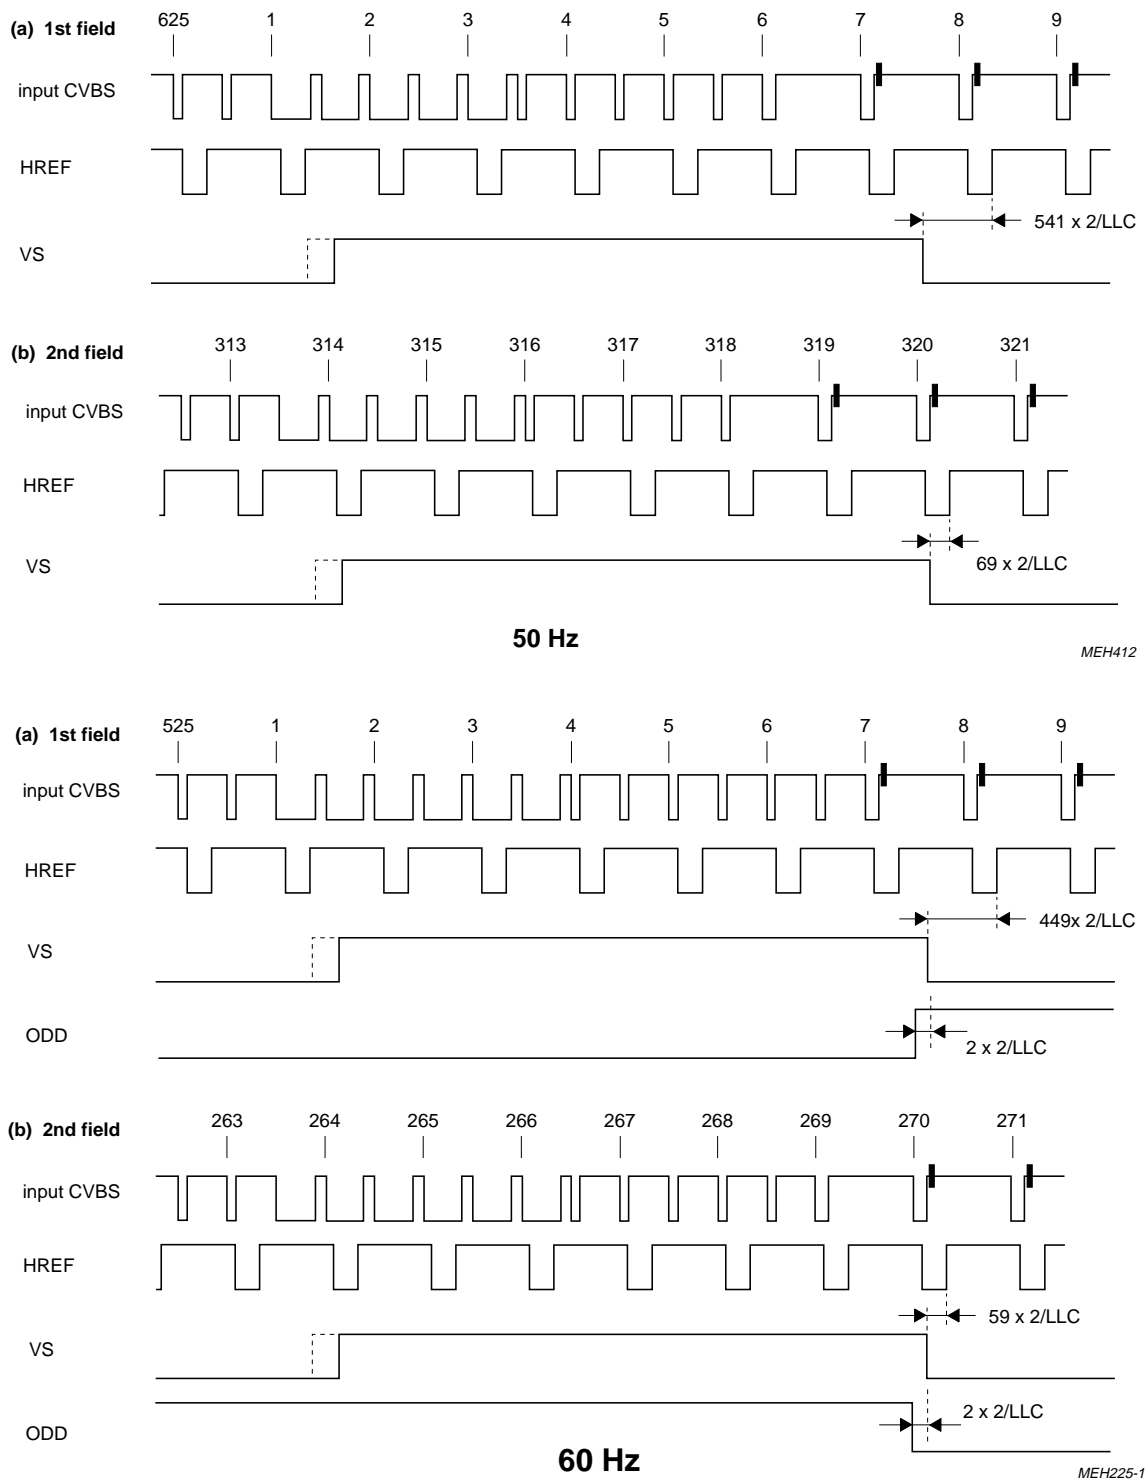 (a) 1st field
625 1 2 3 4 5 6 7 8 9
input CVBS
HREF
541 x 2/LLC
VS
(b) 2nd field
313 314 315 316 317 318 319 320 321
input CVBS
HREF
69 x 2/LLC
VS
50 Hz
MEH412
(a) 1st field
525 1 2 3 4 5 6 7 8 9
input CVBS
HREF
449x 2/LLC
VS
ODD
2 x 2/LLC
(b) 2nd field
263 264 265 266 267 268 269 270 271
input CVBS
HREF
59 x 2/LLC
VS
2 x 2/LLC
ODD
60 Hz
MEH225-1